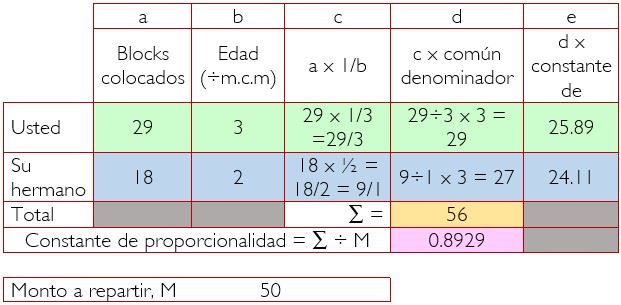 a b c d e
Blocks colocados Edad (÷m.c.m) a x 1/b c x común denominador d x constante de
Usted 29 3 29 x 1/3 =29/3 29÷3 x 3 = 29 25.89
Su hermano 18 2 18 x ½ = 18/2 = 9/1 9÷1 x 3 = 27 24.11
Total ∑ = 56
Constante de proporcionalidad = ∑ ÷ M 0.8929
Monto a repartir, M 50